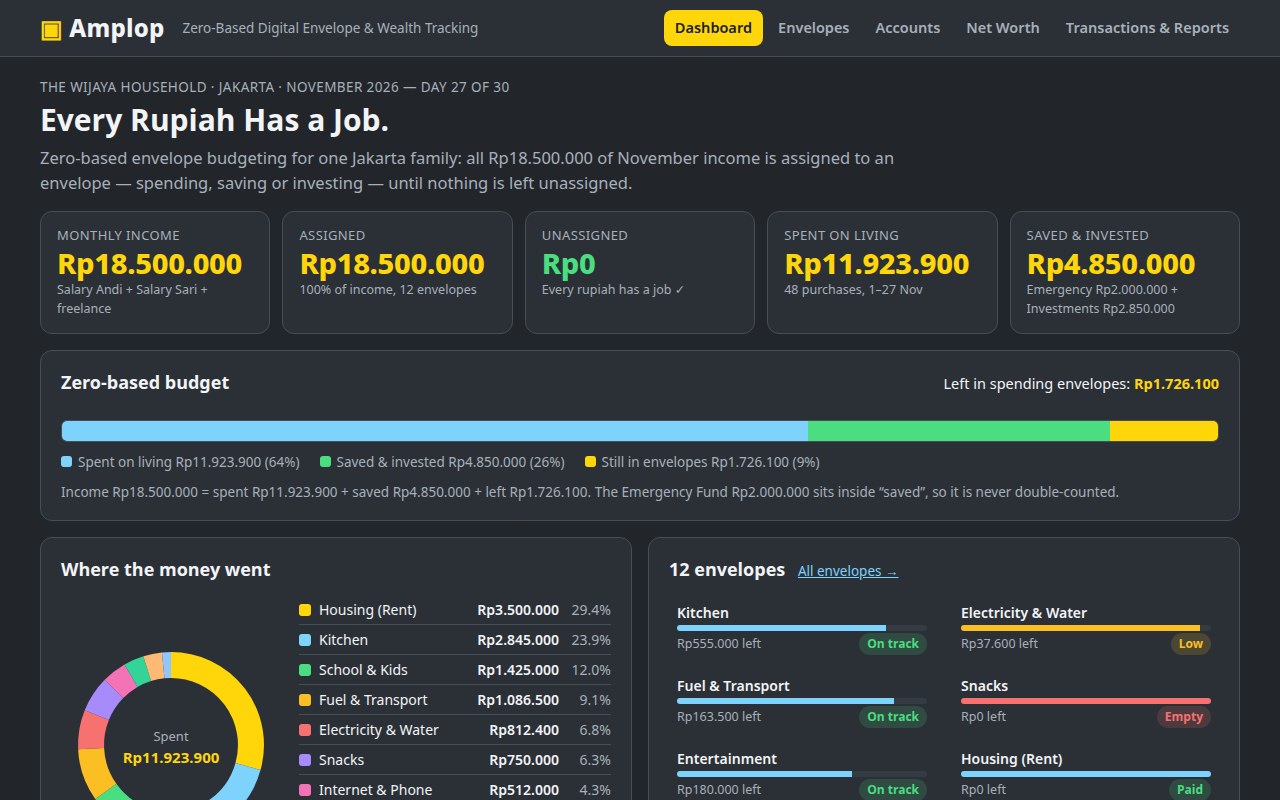 Amplop
Zero-Based Digital Envelope & Wealth Tracking
Dashboard
Envelopes
Accounts
Net Worth
Transactions & Reports
THE WIJAYA HOUSEHOLD · JAKARTA · NOVEMBER 2026 — DAY 27 OF 30
Every Rupiah Has a Job.
Zero-based envelope budgeting for one Jakarta family: all Rp18.500.000 of November income is assigned to an
envelope — spending, saving or investing — until nothing is left unassigned.
MONTHLY INCOME
Rp18.500.000
Salary Andi + Salary Sari +
freelance
ASSIGNED
Rp18.500.000
100% of income, 12 envelopes
UNASSIGNED
Rp0
Every rupiah has a job ✓
SPENT ON LIVING
Rp11.923.900
48 purchases, 1–27 Nov
SAVED & INVESTED
Rp4.850.000
Emergency Rp2.000.000 +
Investments Rp2.850.000
Zero-based budget
Left in spending envelopes: Rp1.726.100
Spent on living Rp11.923.900 (64%)
Saved & invested Rp4.850.000 (26%)
Still in envelopes Rp1.726.100 (9%)
Income Rp18.500.000 = spent Rp11.923.900 + saved Rp4.850.000 + left Rp1.726.100. The Emergency Fund Rp2.000.000 sits inside “saved”, so it is never double-counted.
Where the money went
Spent
Rp11.923.900
Housing (Rent) Rp3.500.000 29.4%
Kitchen Rp2.845.000 23.9%
School & Kids Rp1.425.000 12.0%
Fuel & Transport Rp1.086.500 9.1%
Electricity & Water Rp812.400 6.8%
Snacks Rp750.000 6.3%
Internet & Phone Rp512.000 4.3%
12 envelopes
All envelopes →
Kitchen
Rp555.000 left
On track
Electricity & Water
Rp37.600 left
Low
Fuel & Transport
Rp163.500 left
On track
Snacks
Rp0 left
Empty
Entertainment
Rp180.000 left
On track
Housing (Rent)
Rp0 left
Paid